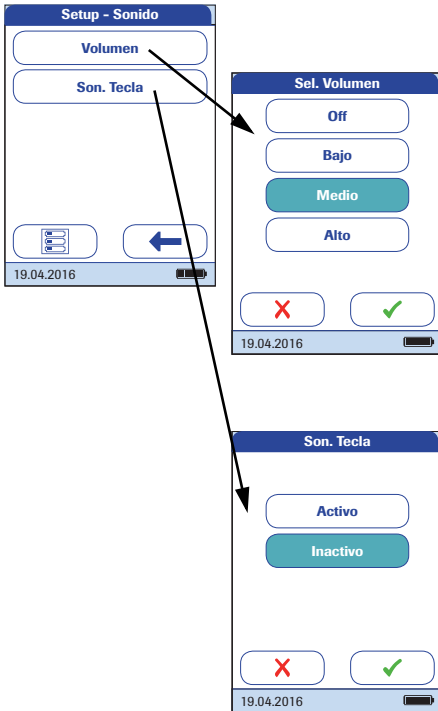 Setup - Sonido
Volumen
Son. Tecla
19.04.2016
Sel. Volumen
Off
Bajo
Medio
Alto
19.04.2016
Son. Tecla
Activo
Inactivo
19.04.2016